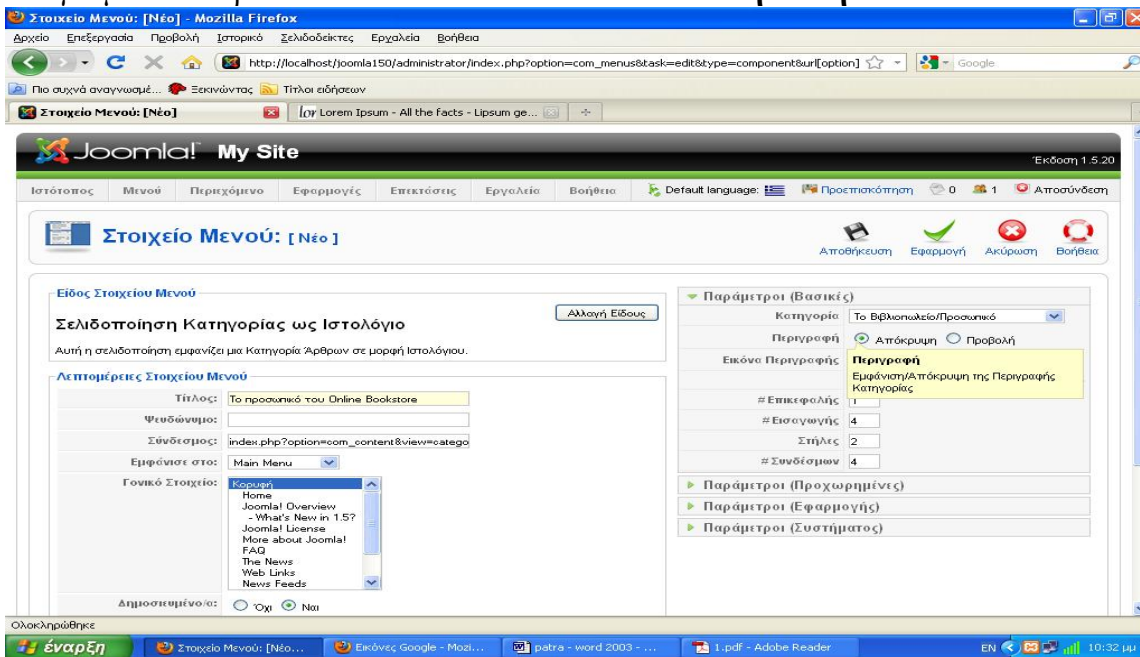 Στοιχείο Μενού: [Νέο] - Mozilla Firefox
Αρχείο Επεξεργασία Προβολή Ιστορικό Σελιδοδείκτες Εργαλεία Βοήθεια
http://localhost/joomla150/administrator/index.php?option=com_menus&task=edit&type=component&url[option] Google
Πιο συχνά αναγνωσμέ... Ξεκινώντας Τίτλοι ειδήσεων
Στοιχείο Μενού: [Νέο] lor Lorem Ipsum - All the facts - Lipsum ge...
Joomla! My Site
Έκδοση 1.5.20
Ιστότοπος Μενού Περιεχόμενο Εφαρμογές Επεκτάσεις Εργαλεία Βοήθεια Default language: Προεπισκόπηση 0 1 Αποσύνδεση
Στοιχείο Μενού: [ Νέο ]
Αποθήκευση Εφαρμογή Ακύρωση Βοήθεια
Είδος Στοιχείου Μενού
Αλλαγή Είδους
Σελιδοποίηση Κατηγορίας ως Ιστολόγιο
Αυτή η σελιδοποίηση εμφανίζει μια Κατηγορία Άρθρων σε μορφή Ιστολόγιου.
Λεπτομέρειες Στοιχείου Μενού
Τίτλος: Το προσωπικό του Online Bookstore
Ψευδώνυμο:
Σύνδεσμος: index.php?option=com_content&view=catego
Εμφάνισε στο: Main Menu
Γονικό Στοιχείο: Κορυφή
Home
Joomla! Overview
- What's New in 1.5?
Joomla! License
More about Joomla!
FAQ
The News
Web Links
News Feeds
Δημοσιευμένο/α: Όχι Ναι
Παράμετροι (Βασικές)
Κατηγορία Το Βιβλιοπωλείο/Προσωπικό
Περιγραφή Απόκρυψη Προβολή
Εικόνα Περιγραφής
Περιγραφή
Εμφάνιση/Απόκρυψη της Περιγραφής
Κατηγορίας
# Επικεφαλής 1
# Εισαγωγής 4
Στήλες 2
# Συνδέσμων 4
Παράμετροι (Προχωρημένες)
Παράμετροι (Εφαρμογής)
Παράμετροι (Συστήματος)
Ολοκληρώθηκε
έναρξη Στοιχείο Μενού: [Νέο... Εικόνες Google - Mozi... patra - word 2003 - ... 1.pdf - Adobe Reader EN 10:32 μμ